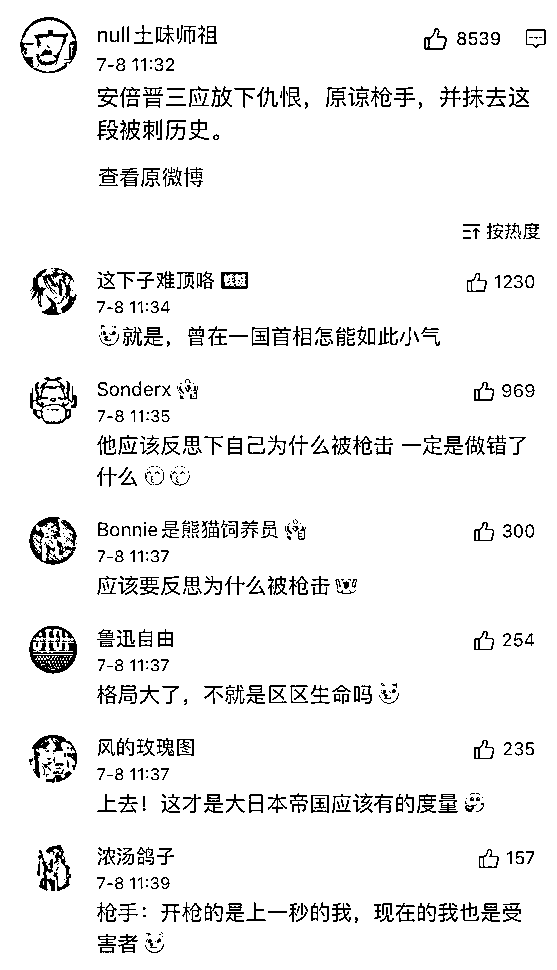 null土味师祖
8539
7-8 11:32
安倍晋三应放下仇恨，原谅枪手，并抹去这
段被刺历史。
查看原微博
按热度
这下子难顶咯
1230
7-8 11:34
就是，曾在一国首相怎能如此小气
Sonderx
969
7-8 11:35
他应该反思下自己为什么被枪击 一定是做错了
什么
Bonnie是熊猫饲养员
300
7-8 11:37
应该要反思为什么被枪击
鲁迅自由
254
7-8 11:37
格局大了，不就是区区生命吗
风的玫瑰图
235
7-8 11:37
上去！这才是大日本帝国应该有的度量
浓汤鸽子
157
7-8 11:39
枪手：开枪的是上一秒的我，现在的我也是受
害者